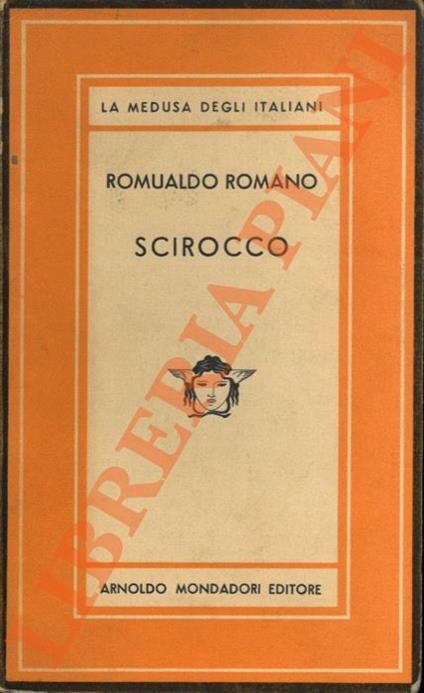 LA MEDUSA DEGLI ITALIANI
ROMUALDO ROMANO
SCIROCCO
ARNOLDO MONDADORI EDITORE
LIBRERIA PIANI